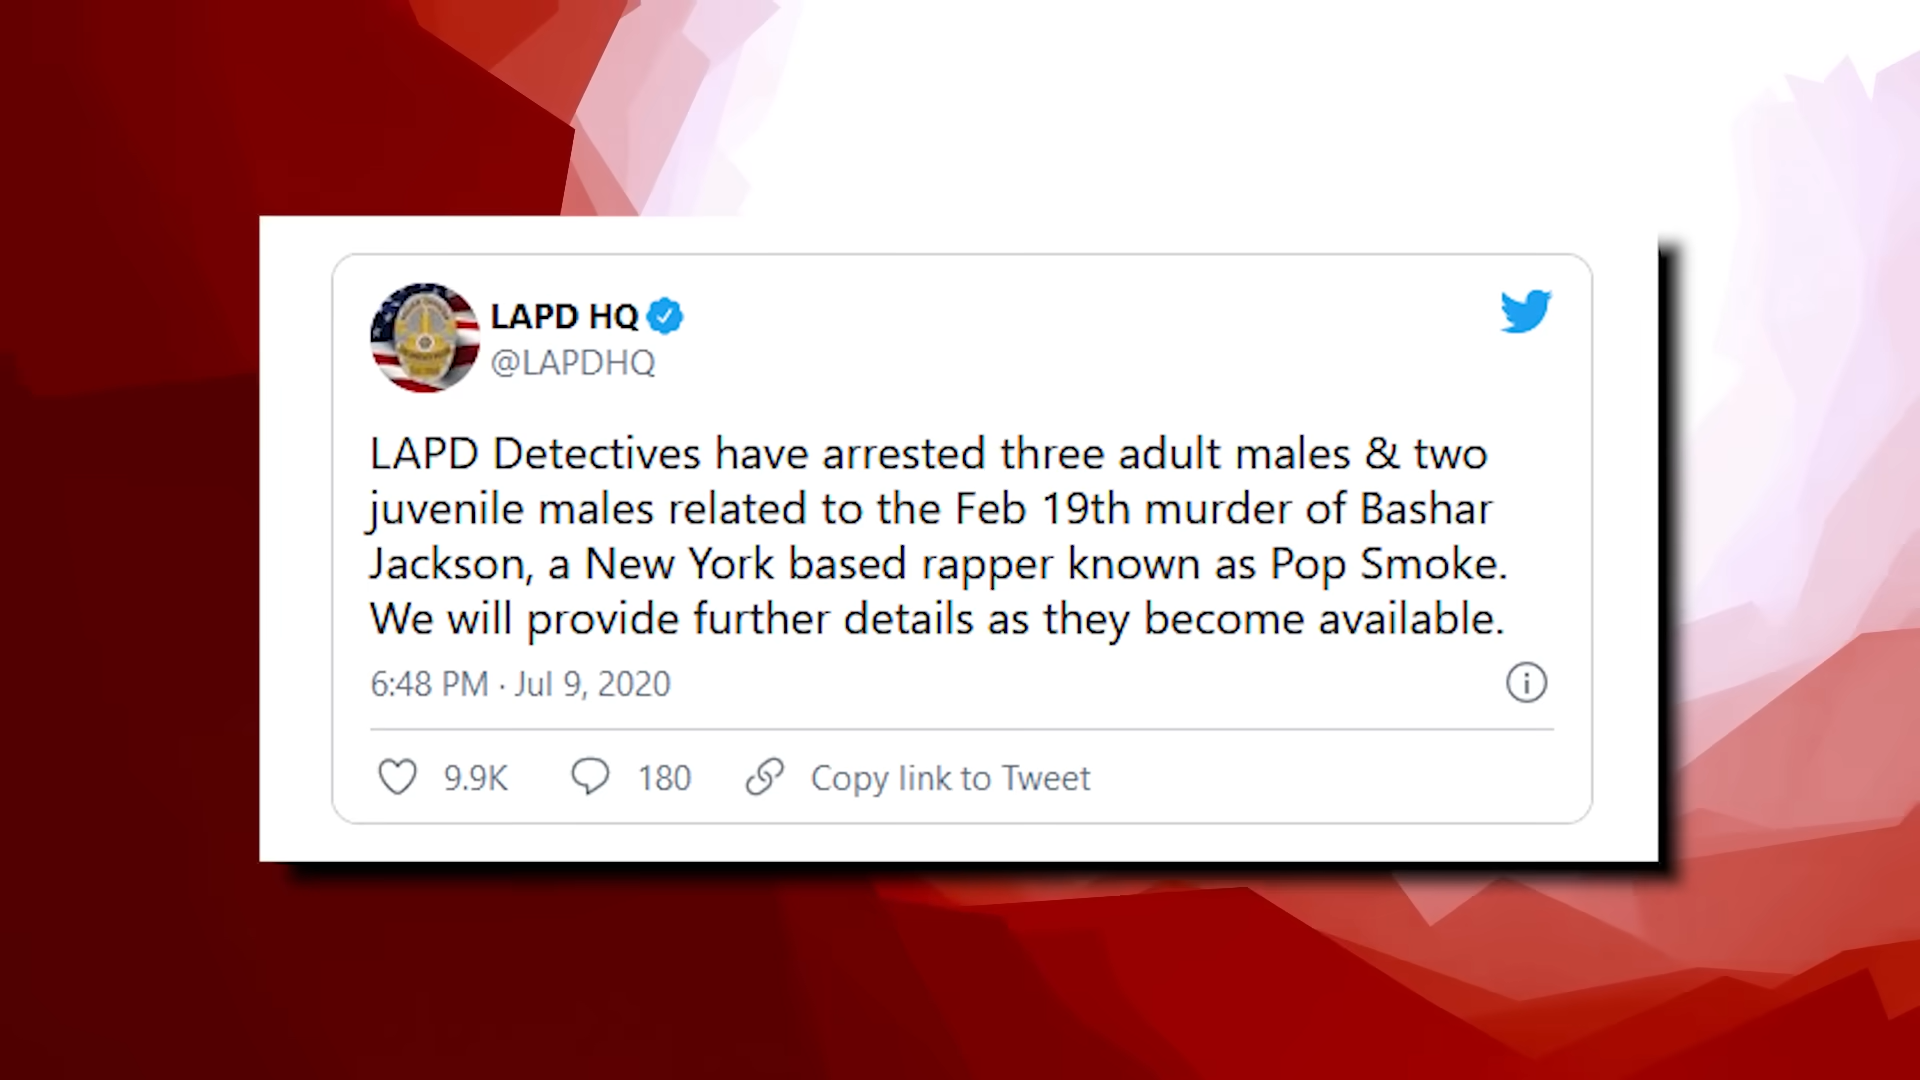 LAPD HQ
@LAPDHQ
LAPD Detectives have arrested three adult males & two
juvenile males related to the Feb 19th murder of Bashar
Jackson, a New York based rapper known as Pop Smoke.
We will provide further details as they become available.
6:48 PM · Jul 9, 2020
9.9K 180 Copy link to Tweet